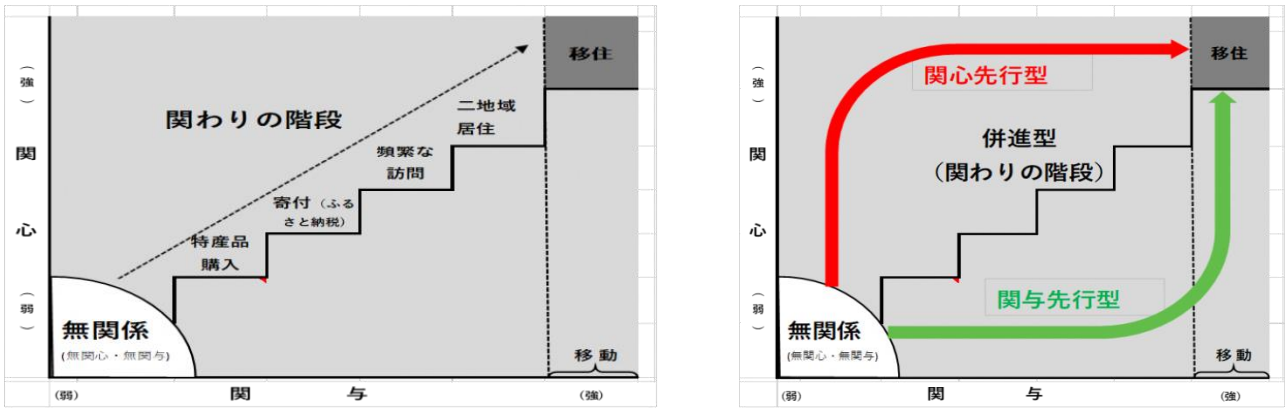 移住
（強）
関わりの階段
二地域
居住
頻繁な
訪問
関心
寄付（ふる
さと納税）
特産品
購入
（弱）
無関係
(無関心・無関与)
移動
(弱)
関与
(強)
移住
関心先行型
（強）
併進型
（関わりの階段）
関心
関与先行型
（弱）
無関係
(無関心・無関与)
移動
(弱)
関与
(強)